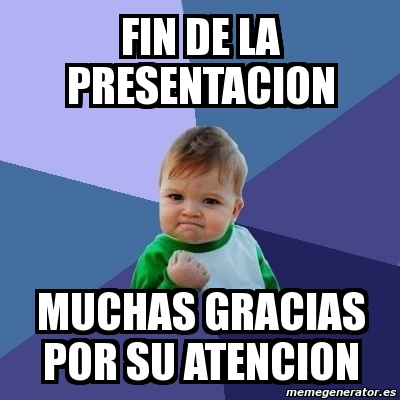 FIN DE LA
PRESENTACION
MUCHAS GRACIAS
POR SU ATENCION
memegenerator.es